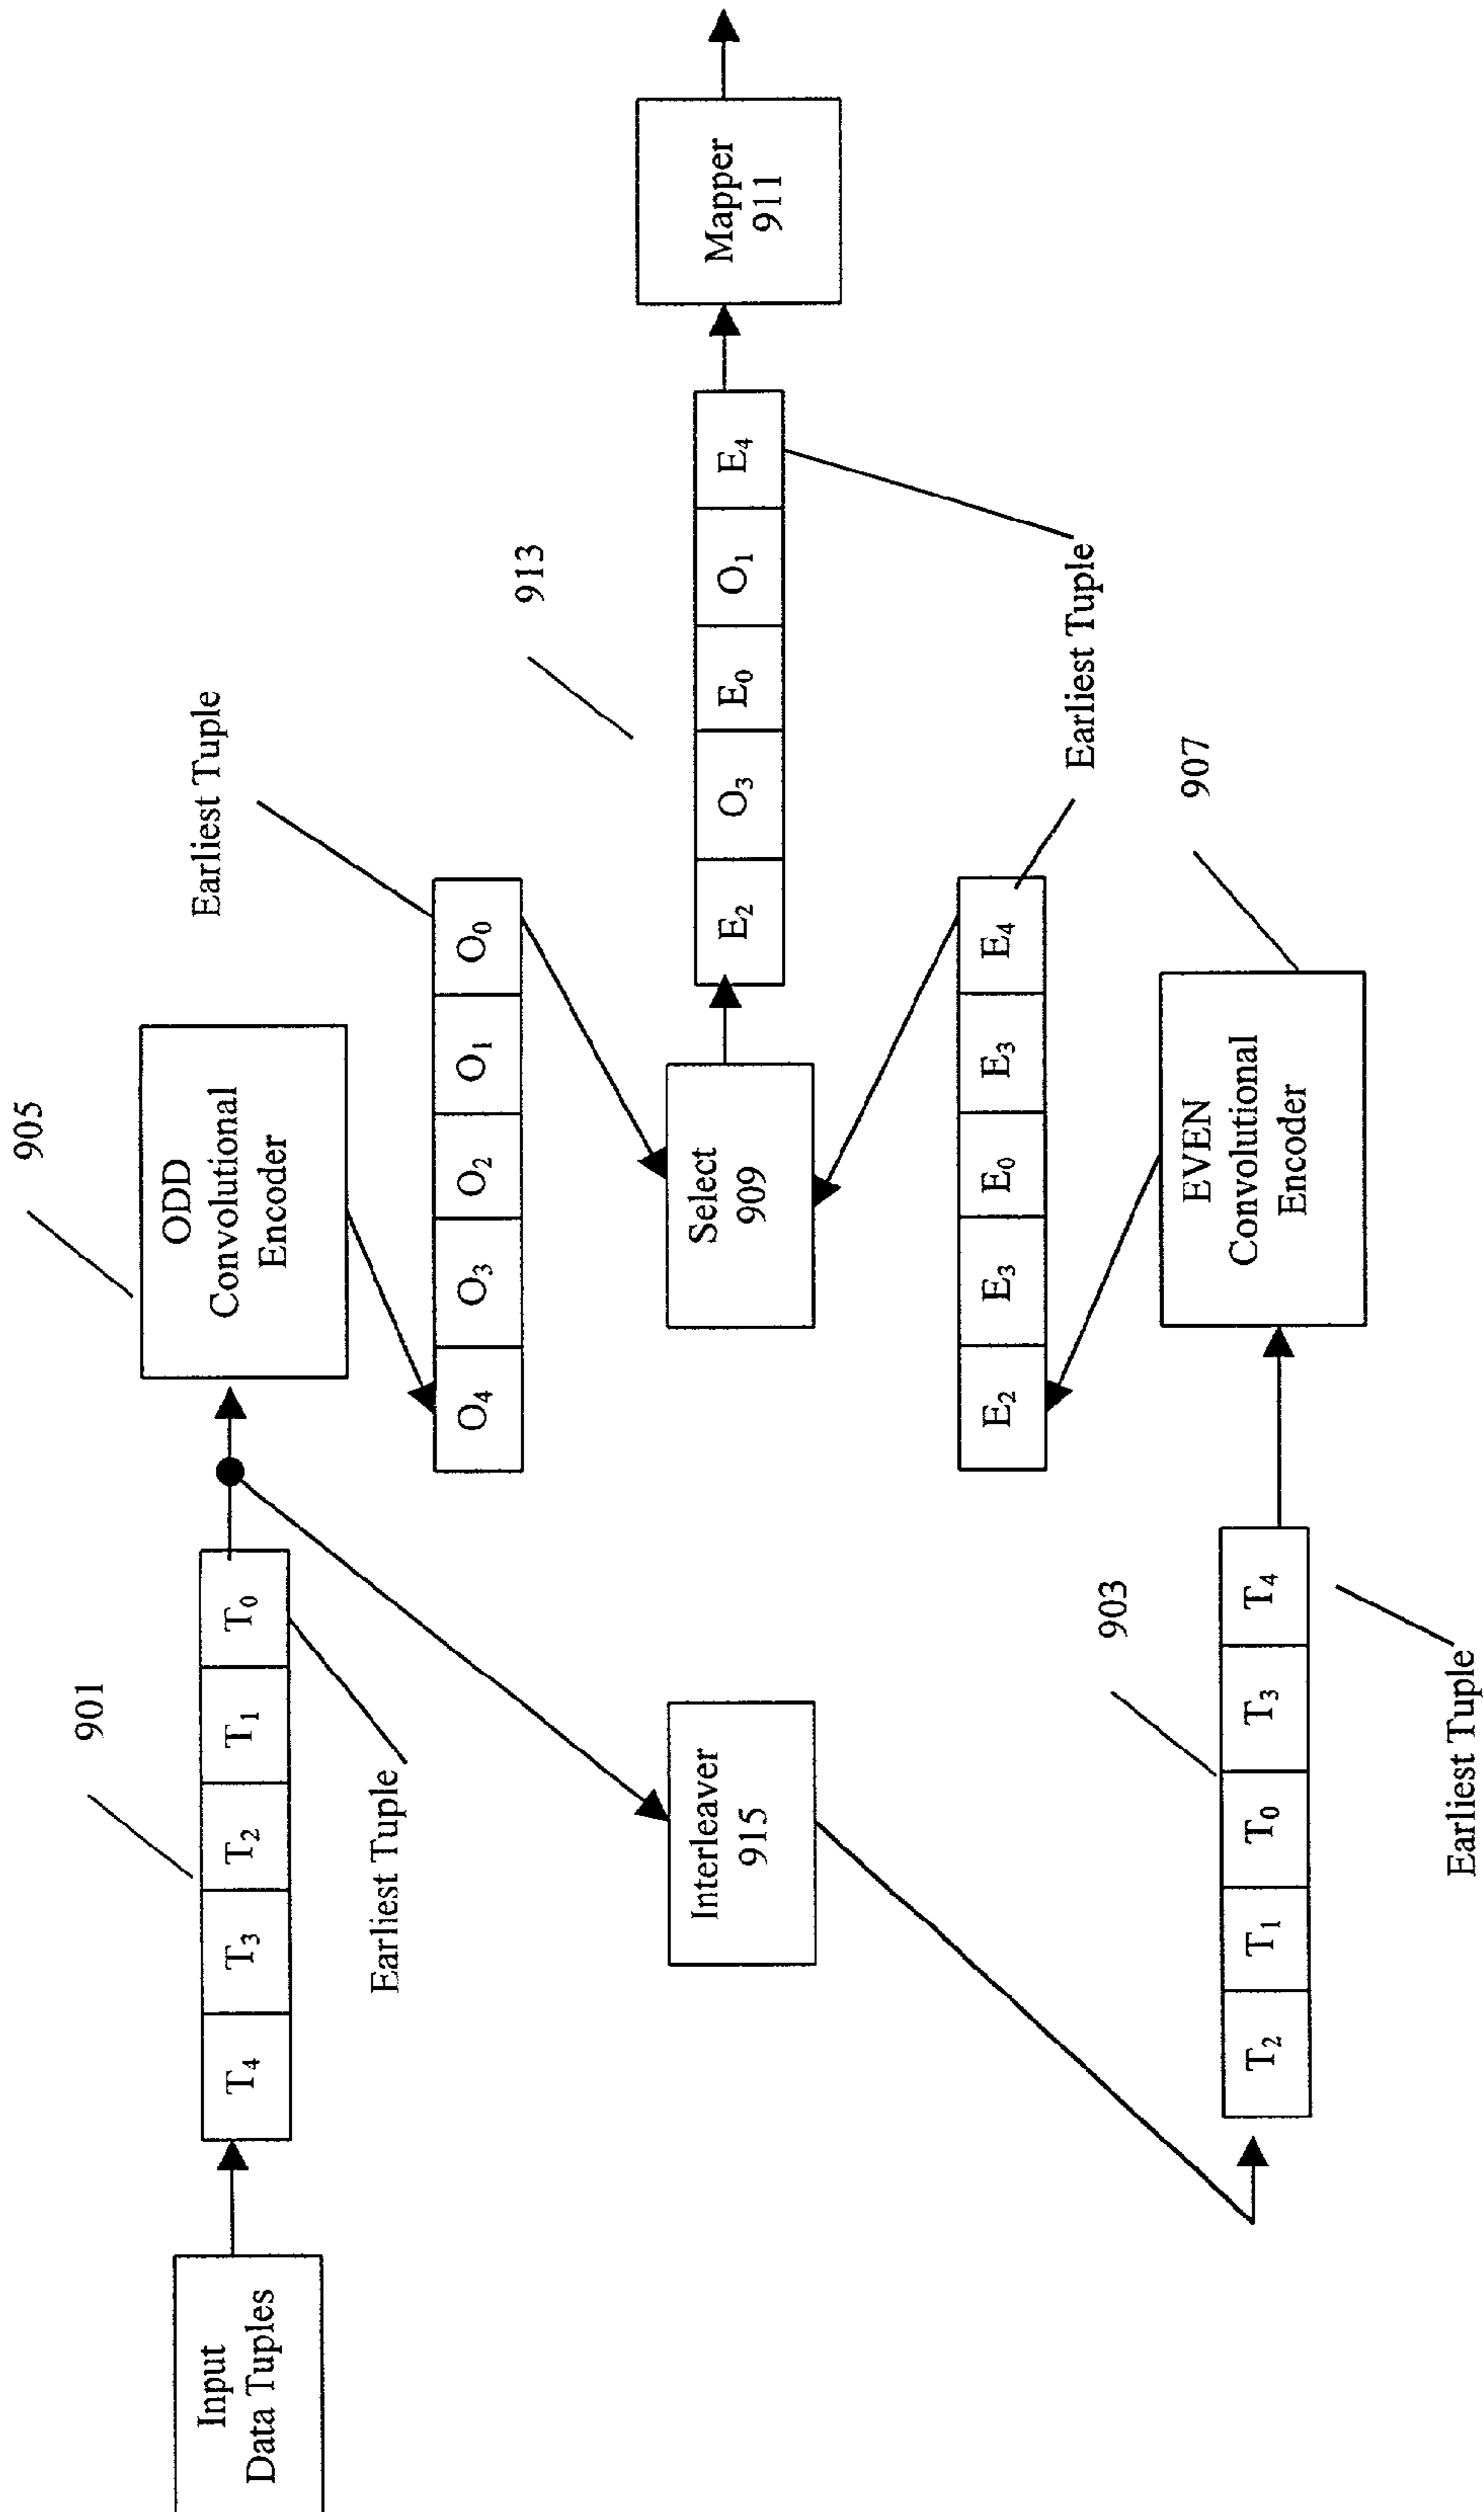 Input
Data Tuples
T4 T3 T2 T1 T0
901
Earliest Tuple
ODD
Convolutional
Encoder
905
O4 O3 O2 O1 O0
Earliest Tuple
Interleaver
915
Select
909
E2 O3 E0 O1 E4
913
Mapper
911
Earliest Tuple
E2 E3 E0 E3 E4
T2 T1 T0 T3 T4
903
Earliest Tuple
EVEN
Convolutional
Encoder
907